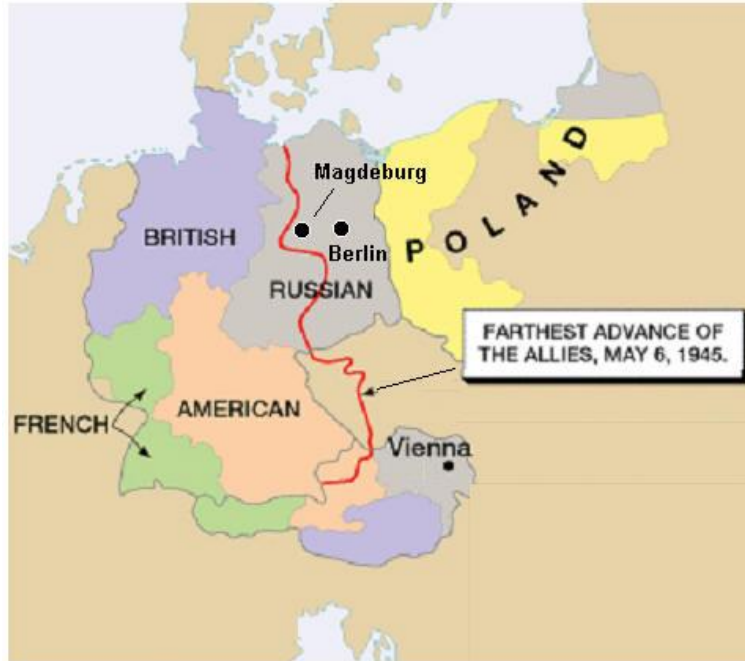 Magdeburg
BRITISH
Berlin
POLAND
RUSSIAN
FARTHEST ADVANCE OF
THE ALLIES, MAY 6, 1945.
AMERICAN
FRENCH
Vienna